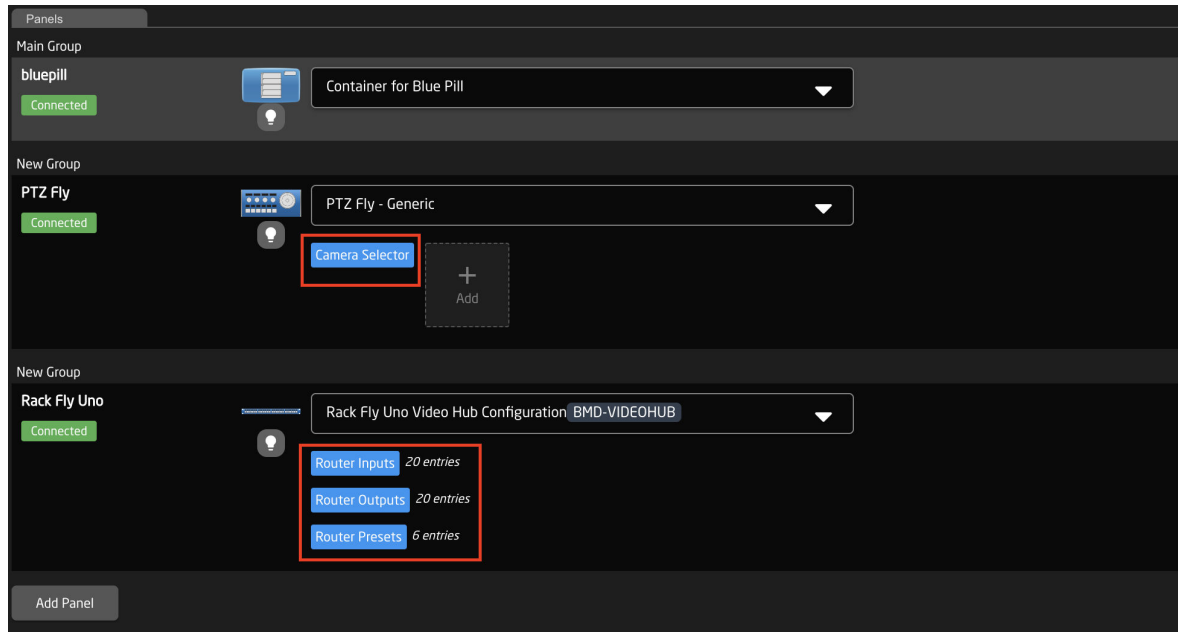 Panels
Main Group
bluepill
Connected
Container for Blue Pill
New Group
PTZ Fly
Connected
PTZ Fly - Generic
Camera Selector
Add
New Group
Rack Fly Uno
Connected
Rack Fly Uno Video Hub Configuration BMD-VIDEOHUB
Router Inputs 20 entries
Router Outputs 20 entries
Router Presets 6 entries
Add Panel